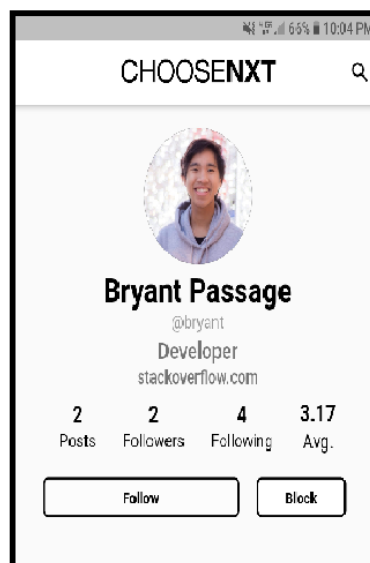 66% 10:04 PM
CHOOSENXT
Bryant Passage
@bryant
Developer
stackoverflow.com
2 2 4 3.17
Posts Followers Following Avg.
Follow Block